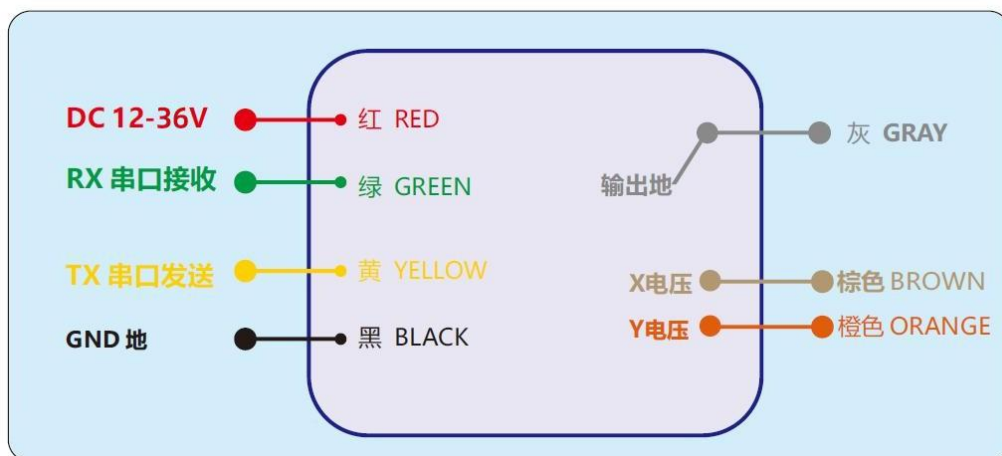 DC 12-36V
红 RED
RX 串口接收
绿 GREEN
TX 串口发送
黄 YELLOW
GND 地
黑 BLACK
灰 GRAY
输出地
X电压
棕色 BROWN
Y电压
橙色 ORANGE